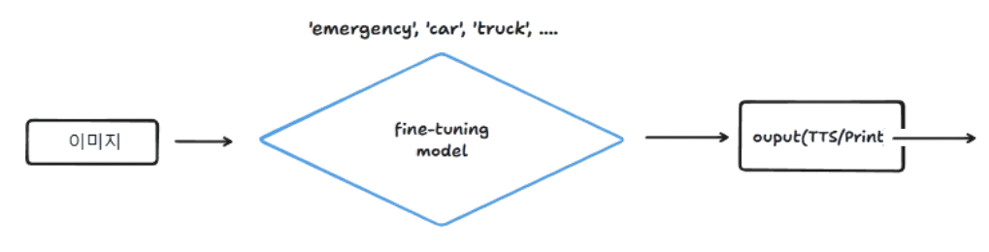 'emergency', 'car', 'truck', ....
이미지
fine-tuning
model
ouput(TTS/Print